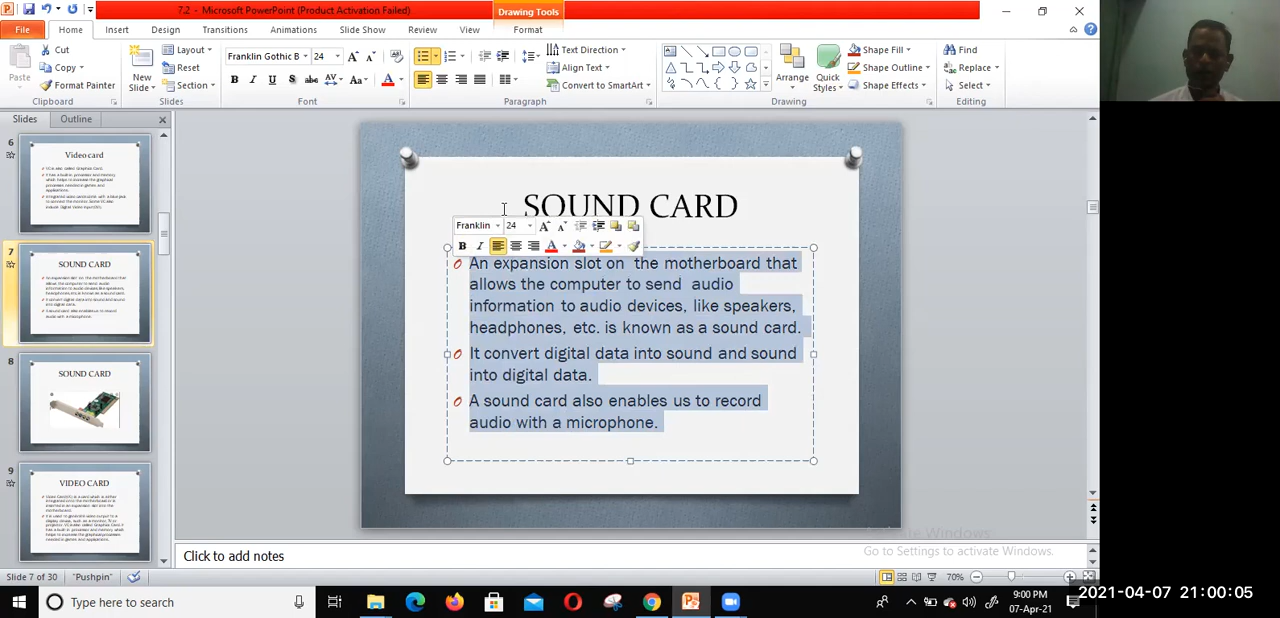 7.2 - Microsoft PowerPoint (Product Activation Failed)
Drawing Tools
File Home Insert Design Transitions Animations Slide Show Review View Format
Paste
Cut
Copy
Format Painter
Clipboard
New Slide
Layout
Reset
Section
Slides
Franklin Gothic B 24
Font
Text Direction
Align Text
Convert to SmartArt
Paragraph
Arrange
Quick Styles
Shape Fill
Shape Outline
Shape Effects
Drawing
Find
Replace
Select
Editing
Slides Outline
6
Video card
7
SOUND CARD
8
SOUND CARD
9
VIDEO CARD
SOUND CARD
Franklin 24
An expansion slot on the motherboard that
allows the computer to send audio
information to audio devices, like speakers,
headphones, etc. is known as a sound card.
It convert digital data into sound and sound
into digital data.
A sound card also enables us to record
audio with a microphone.
Click to add notes
Go to Settings to activate Windows.
Slide 7 of 30 "Pushpin" 70%
Type here to search
9:00 PM
07-Apr-21
2021-04-07 21:00:05